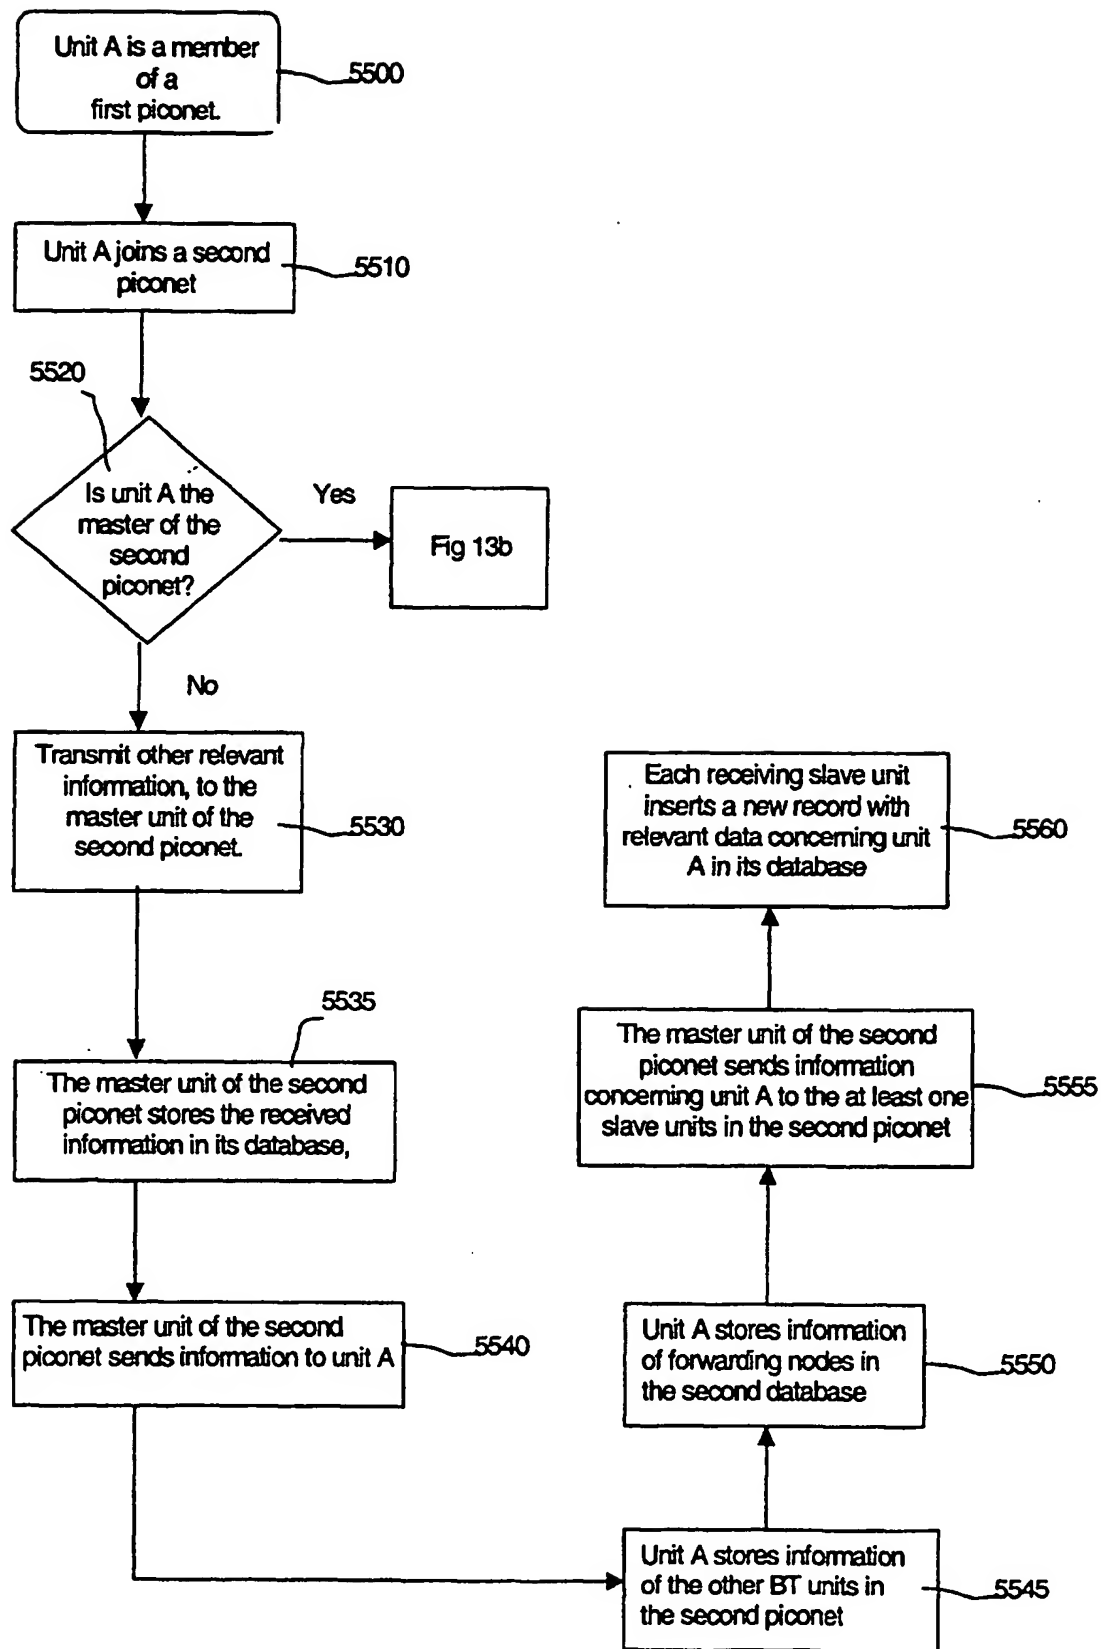 Unit A is a member
of a
first piconet.
5500
Unit A joins a second
piconet
5510
5520
Is unit A the
master of the
second
piconet?
Yes
Fig 13b
No
Transmit other relevant
information, to the
master unit of the
second piconet.
5530
5535
The master unit of the second
piconet stores the received
information in its database,
The master unit of the second
piconet sends information to unit A
5540
Unit A stores information
of the other BT units in
the second piconet
5545
Unit A stores information
of forwarding nodes in
the second database
5550
The master unit of the second
piconet sends information
concerning unit A to the at least one
slave units in the second piconet
5555
Each receiving slave unit
inserts a new record with
relevant data concerning unit
A in its database
5560